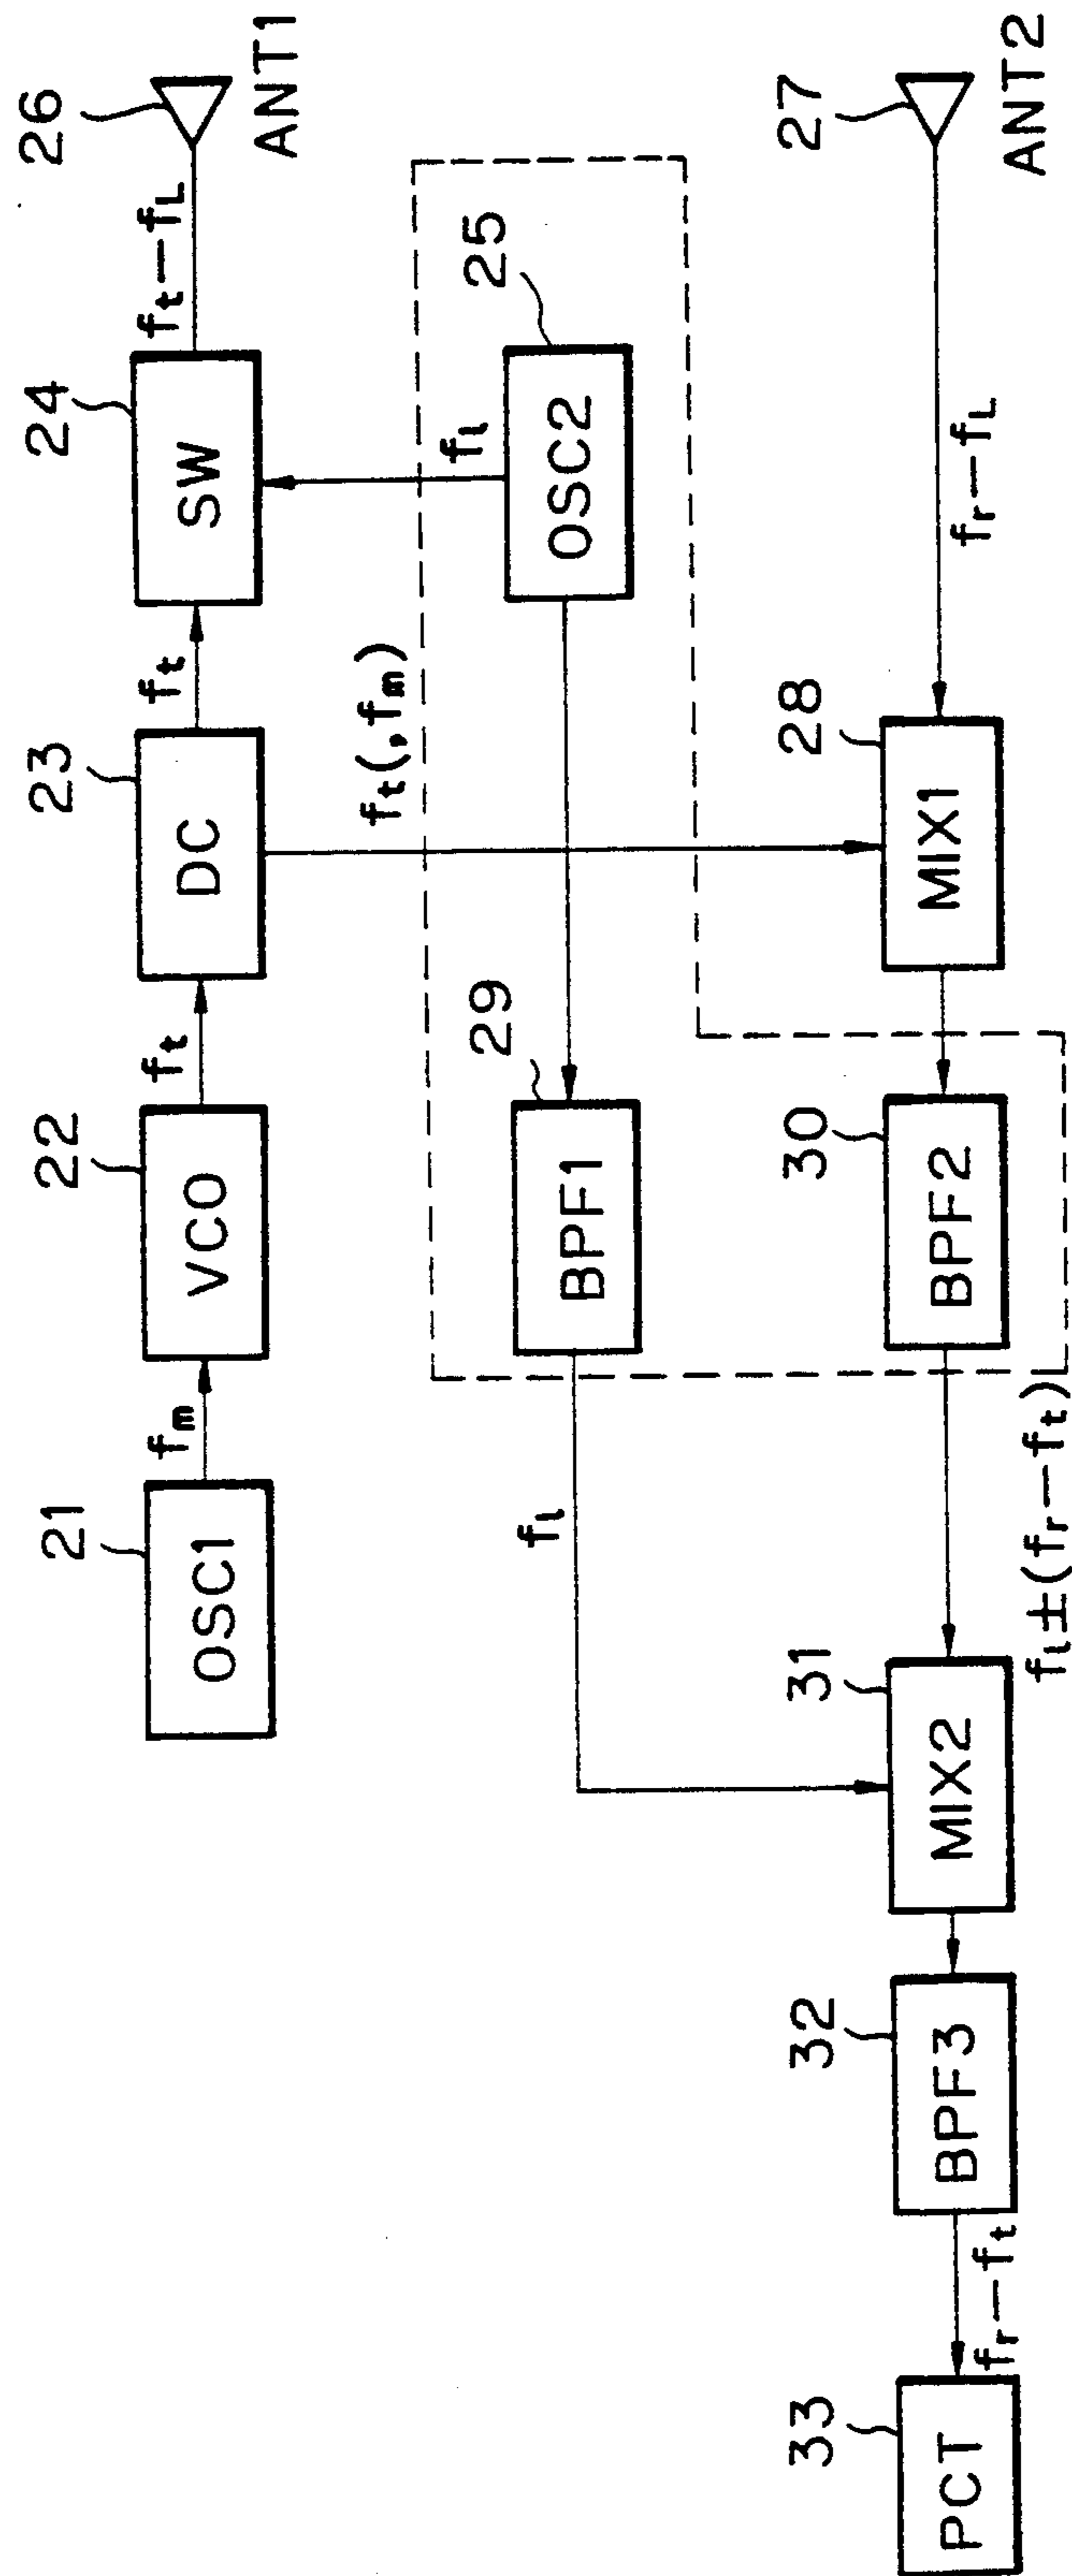 21
OSC1
fm
22
VCO
ft
23
DC
ft
24
SW
ft—fL
26
ANT1
ft(,fm)
fl
25
OSC2
29
BPF1
fl
33
PCT
fr—ft
32
BPF3
31
MIX2
fl±(fr—ft)
30
BPF2
28
MIX1
fr—fL
27
ANT2